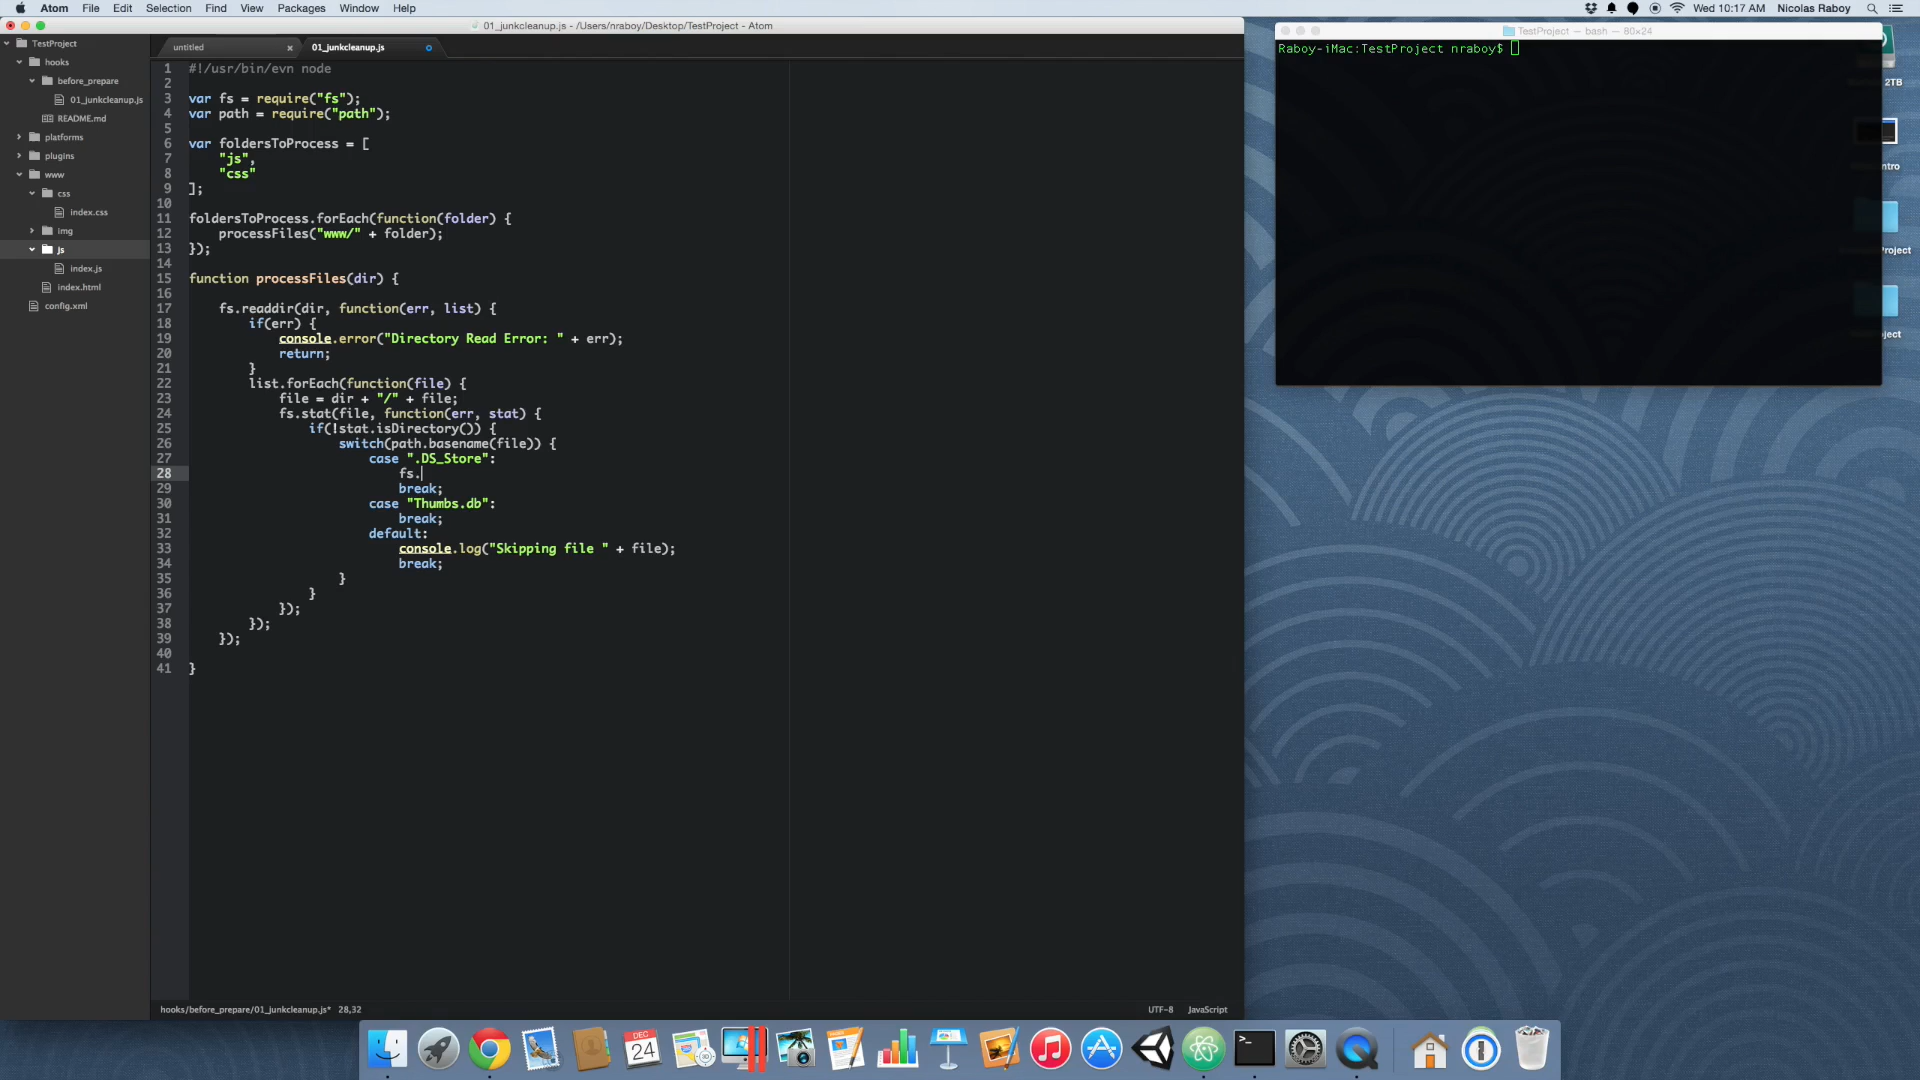 Atom File Edit Selection Find View Packages Window Help
Wed 10:17 AM Nicolas Raboy
01_junkcleanup.js - /Users/nraboy/Desktop/TestProject - Atom
TestProject
hooks
before_prepare
01_junkcleanup.js
README.md
platforms
plugins
www
css
index.css
img
js
index.js
index.html
config.xml
untitled
01_junkcleanup.js
1 #!/usr/bin/evn node
2
3 var fs = require("fs");
4 var path = require("path");
5
6 var foldersToProcess = [
7 "js",
8 "css"
9 ];
10
11 foldersToProcess.forEach(function(folder) {
12 processFiles("www/" + folder);
13 });
14
15 function processFiles(dir) {
16
17 fs.readdir(dir, function(err, list) {
18 if(err) {
19 console.error("Directory Read Error: " + err);
20 return;
21 }
22 list.forEach(function(file) {
23 file = dir + "/" + file;
24 fs.stat(file, function(err, stat) {
25 if(!stat.isDirectory()) {
26 switch(path.basename(file)) {
27 case ".DS_Store":
28 fs.
29 break;
30 case "Thumbs.db":
31 break;
32 default:
33 console.log("Skipping file " + file);
34 break;
35 }
36 }
37 });
38 });
39 });
40
41 }
hooks/before_prepare/01_junkcleanup.js* 28,32
UTF-8 JavaScript
TestProject — bash — 80×24
Raboy-iMac:TestProject nraboy$
2TB
ntro
Project
ject
DEC
24